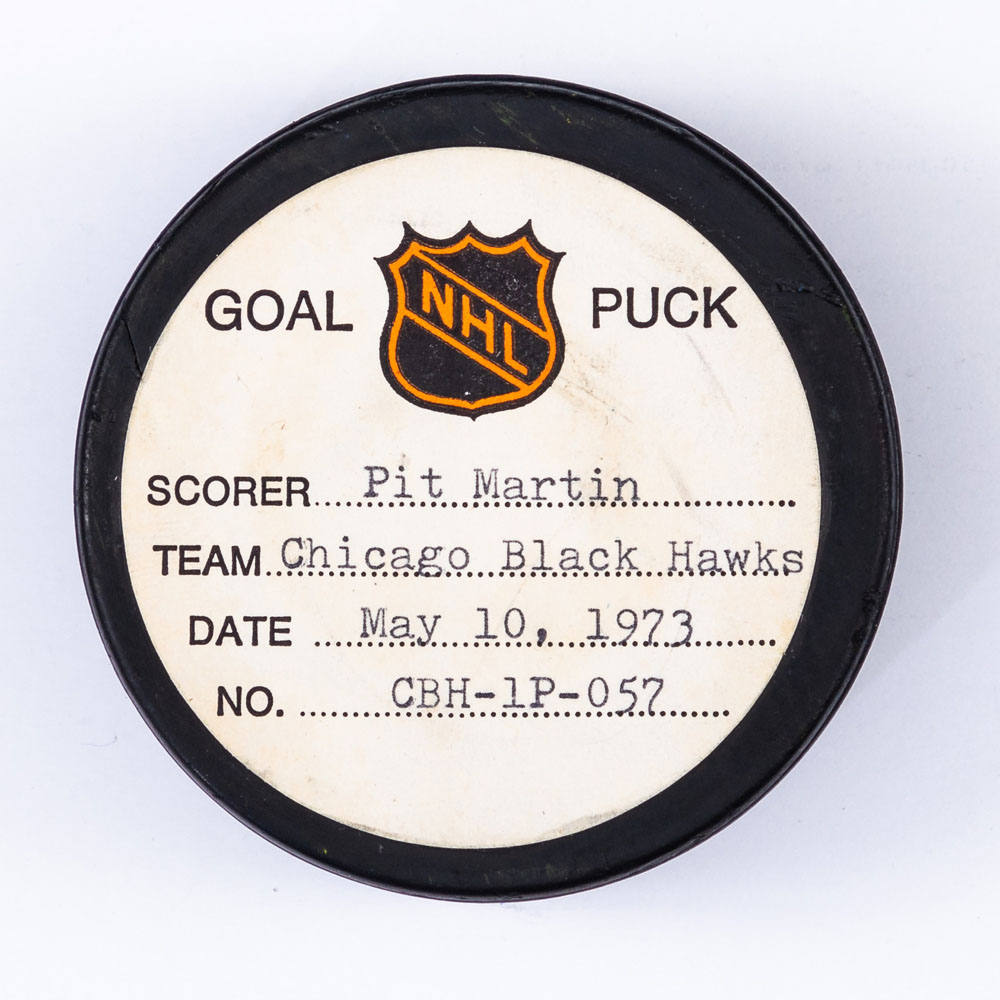 GOAL NHL PUCK
SCORER Pit Martin
TEAM Chicago Black Hawks
DATE May 10, 1973
NO. CBH-1P-057